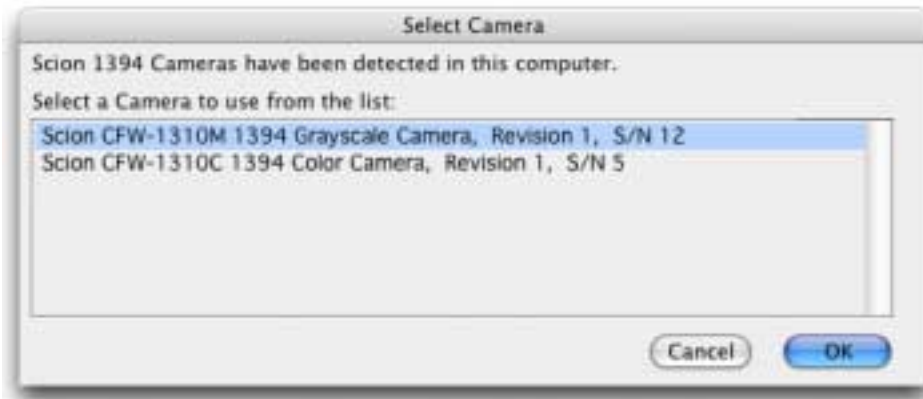 Select Camera
Scion 1394 Cameras have been detected in this computer.
Select a Camera to use from the list:
Scion CFW-1310M 1394 Grayscale Camera, Revision 1, S/N 12
Scion CFW-1310C 1394 Color Camera, Revision 1, S/N 5
Cancel OK